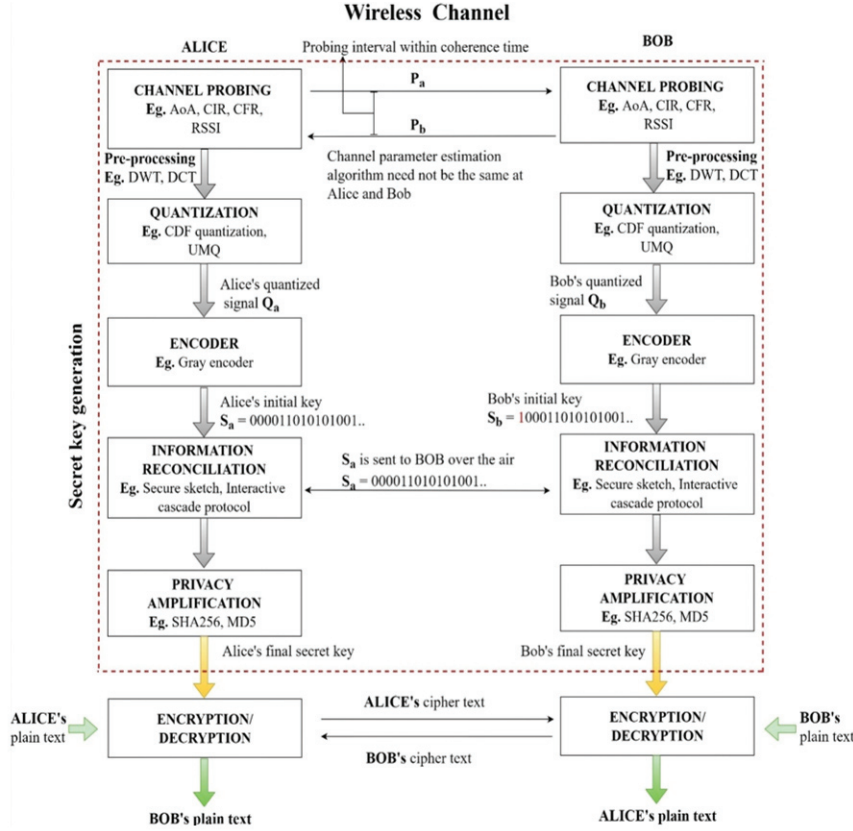 Wireless Channel
ALICE
Probing interval within coherence time
BOB
CHANNEL PROBING
Eg. AoA, CIR, CFR,
RSSI
Pa
Pb
CHANNEL PROBING
Eg. AoA, CIR, CFR,
RSSI
Pre-processing
Eg. DWT, DCT
Channel parameter estimation
algorithm need not be the same at
Alice and Bob
Pre-processing
Eg. DWT, DCT
QUANTIZATION
Eg. CDF quantization,
UMQ
QUANTIZATION
Eg. CDF quantization,
UMQ
Alice's quantized
signal Qa
Bob's quantized
signal Qb
ENCODER
Eg. Gray encoder
ENCODER
Eg. Gray encoder
Secret key generation
Alice's initial key
Sa = 000011010101001..
Bob's initial key
Sb = 100011010101001..
INFORMATION
RECONCILIATION
Eg. Secure sketch, Interactive
cascade protocol
Sa is sent to BOB over the air
Sa = 000011010101001..
INFORMATION
RECONCILIATION
Eg. Secure sketch, Interactive
cascade protocol
PRIVACY
AMPLIFICATION
Eg. SHA256, MD5
PRIVACY
AMPLIFICATION
Eg. SHA256, MD5
Alice's final secret key
Bob's final secret key
ALICE's
plain text
ENCRYPTION/
DECRYPTION
ALICE's cipher text
BOB's cipher text
ENCRYPTION/
DECRYPTION
BOB's
plain text
BOB's plain text
ALICE's plain text